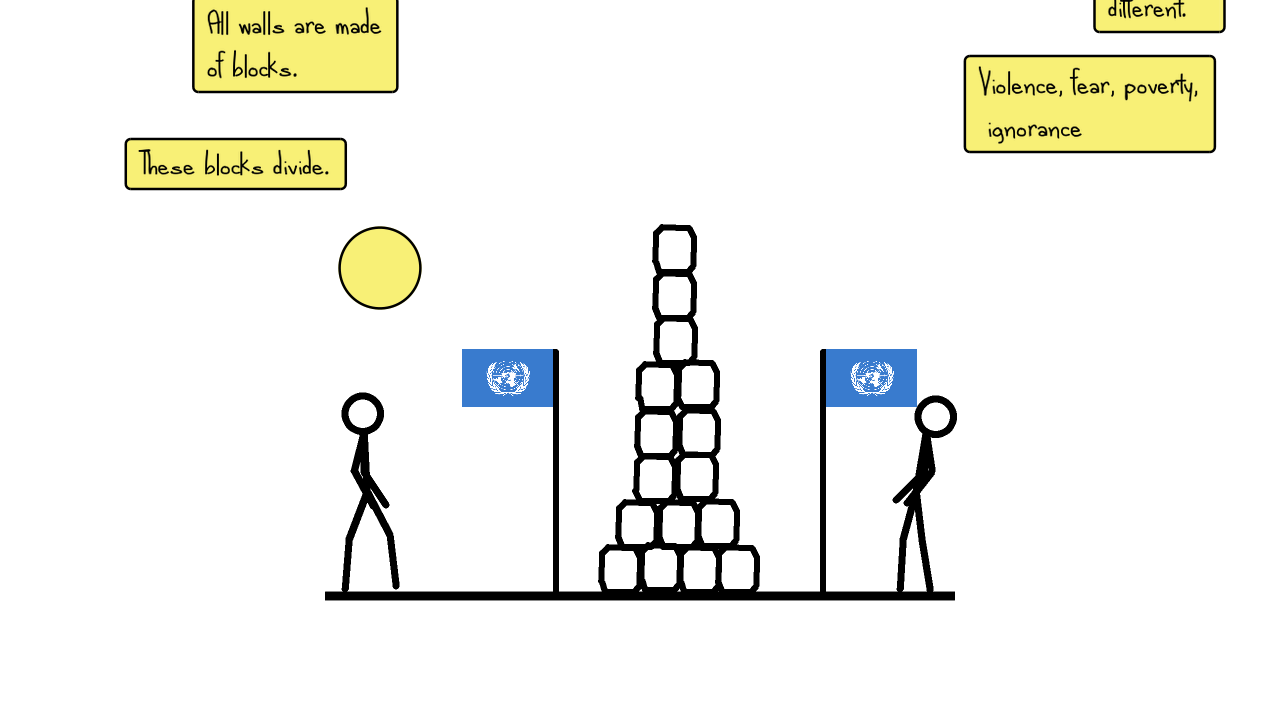 All walls are made
of blocks.
These blocks divide.
different.
Violence, fear, poverty,
ignorance